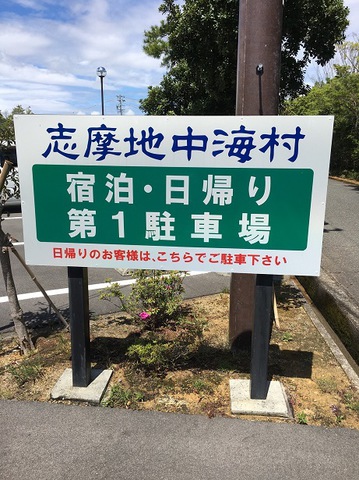 志摩地中海村
宿泊・日帰り
第1駐車場
日帰りのお客様は、こちらでご駐車下さい